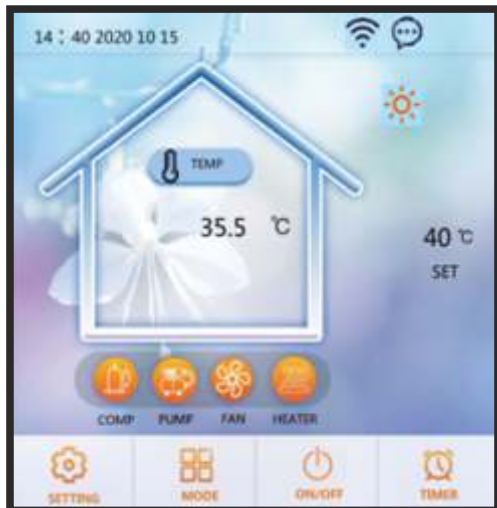 14 : 40 2020 10 15
TEMP
35.5 ℃
40 ℃
SET
COMP PUMP FAN HEATER
SETTING MODE ON/OFF TIMER